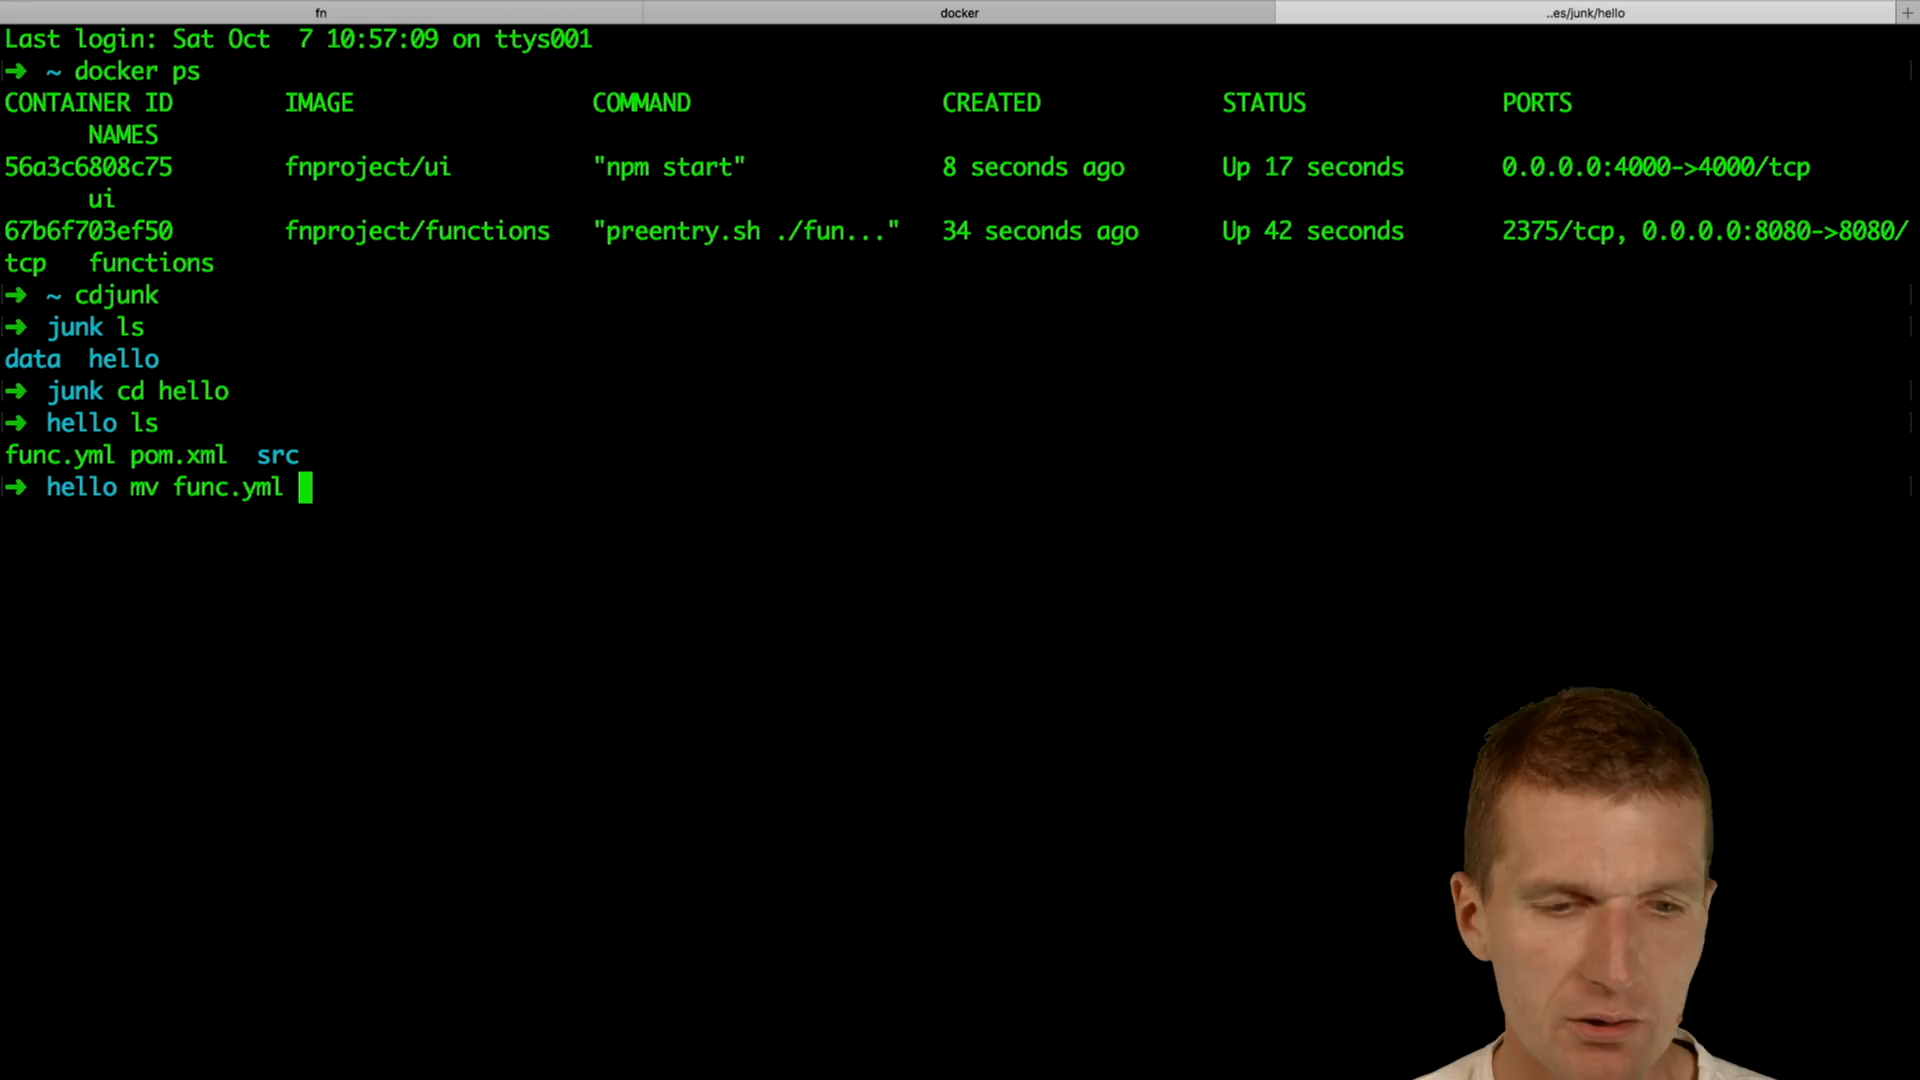 fn docker ..es/junk/hello +
Last login: Sat Oct  7 10:57:09 on ttys001
➜ ~ docker ps
CONTAINER ID IMAGE COMMAND CREATED STATUS PORTS
NAMES
56a3c6808c75 fnproject/ui "npm start" 8 seconds ago Up 17 seconds 0.0.0.0:4000->4000/tcp
ui
67b6f703ef50 fnproject/functions "preentry.sh ./fun..." 34 seconds ago Up 42 seconds 2375/tcp, 0.0.0.0:8080->8080/
tcp functions
➜ ~ cdjunk
➜ junk ls
data hello
➜ junk cd hello
➜ hello ls
func.yml pom.xml src
➜ hello mv func.yml